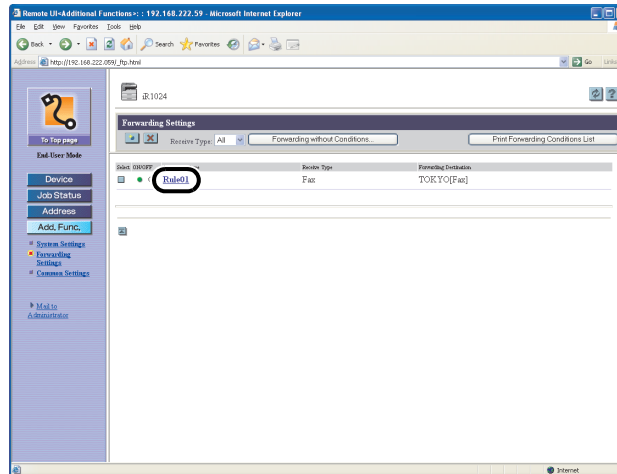 Remote UI<Additional Functions>: : 192.168.222.59 - Microsoft Internet Explorer
File Edit View Favorites Tools Help
Back Search Favorites
Address http://192.168.222.059/_ftp.html Go Links
iR1024
To Top page
End-User Mode
Forwarding Settings
Receive Type: All Forwarding without Conditions... Print Forwarding Conditions List
Select ON/OFF Receive Type Forwarding Destination
Rule01 Fax TOKYO[Fax]
Device
Job Status
Address
Add. Func.
System Settings
Forwarding
Settings
Common Settings
Mail to
Administrator
Internet